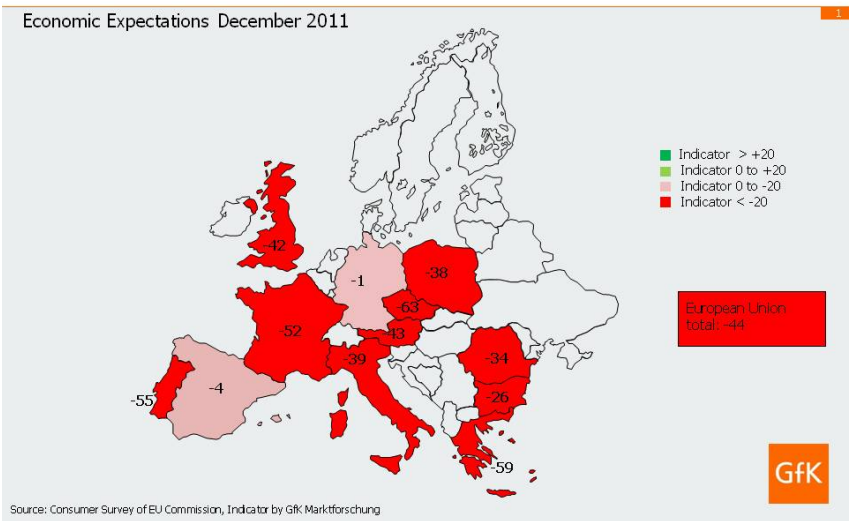 1
Economic Expectations December 2011
Indicator > +20
Indicator 0 to +20
Indicator 0 to -20
Indicator < -20
-42
-38
-1
-63
European Union
total: -44
-52
-43
-39
-34
-4
-55
-26
-59
GfK
Source: Consumer Survey of EU Commission, Indicator by GfK Marktforschung